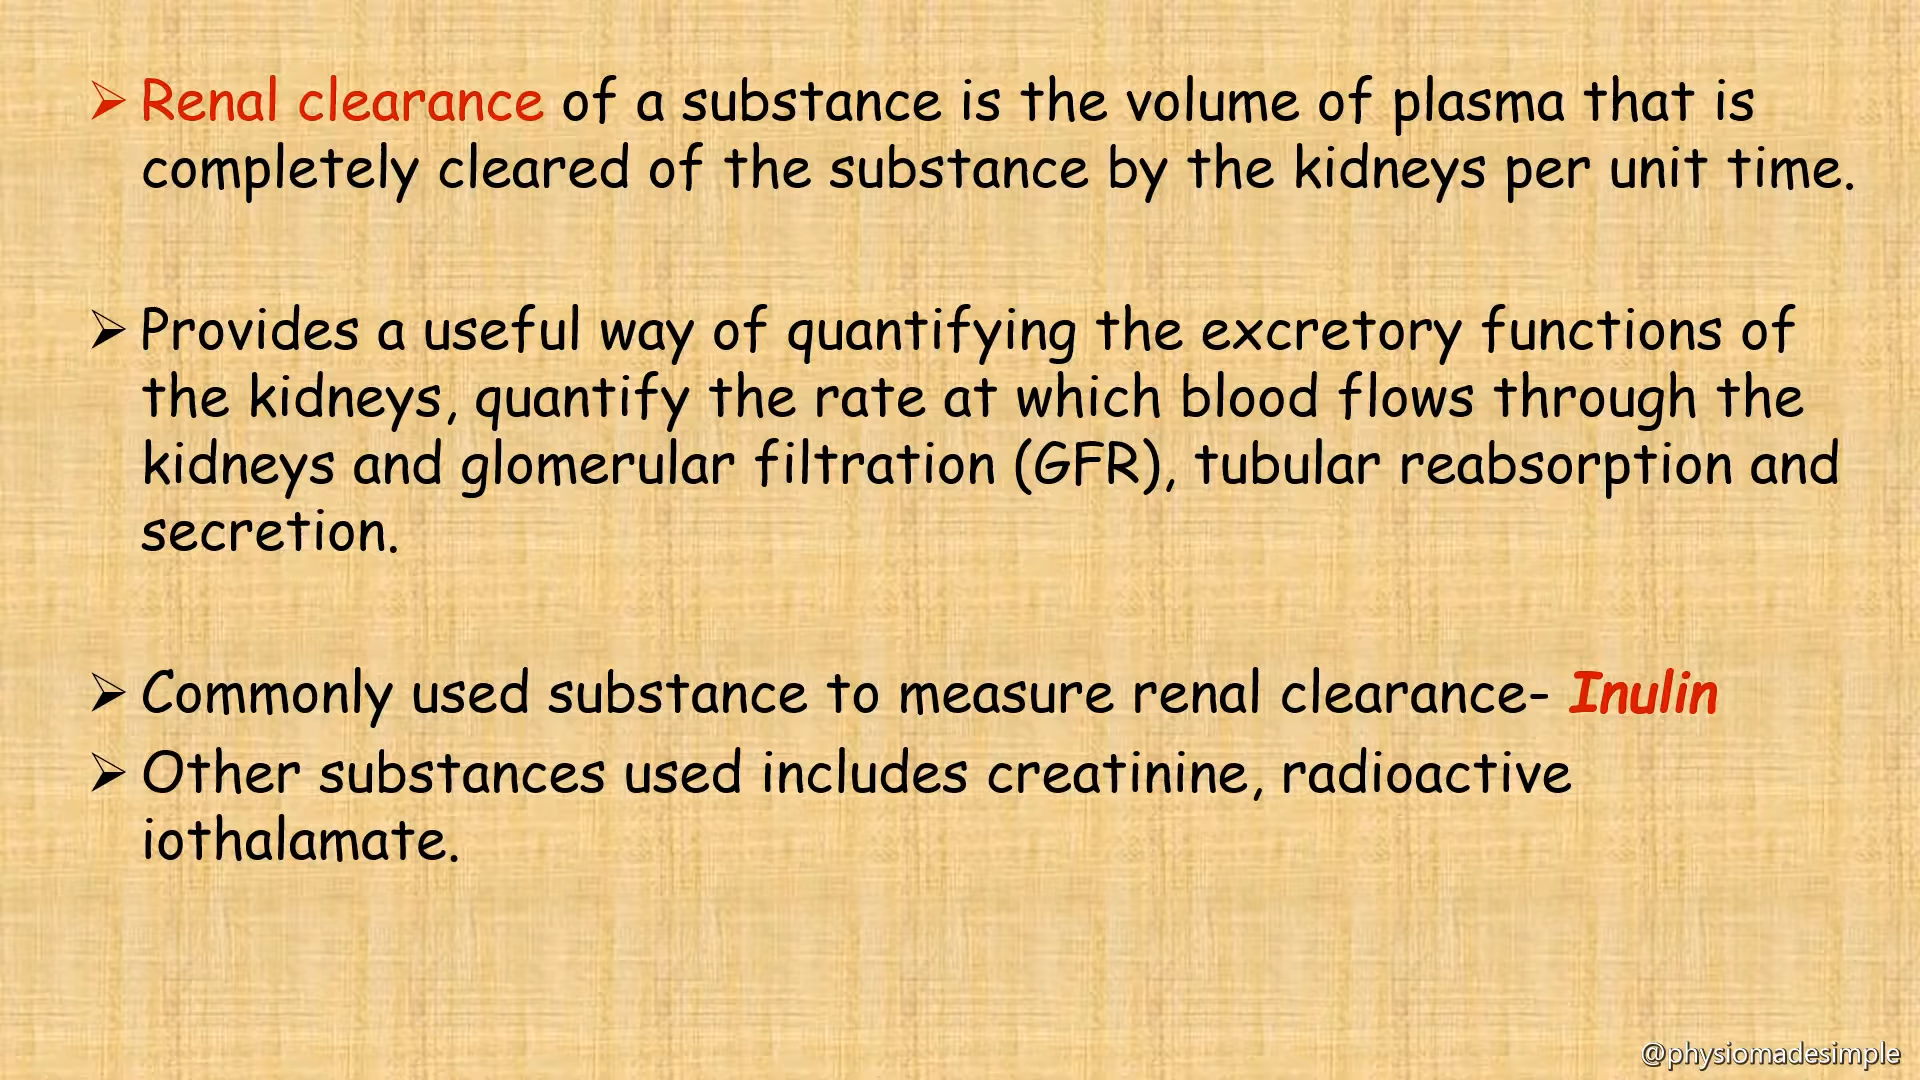 ➢ Renal clearance of a substance is the volume of plasma that is
completely cleared of the substance by the kidneys per unit time.
➢ Provides a useful way of quantifying the excretory functions of
the kidneys, quantify the rate at which blood flows through the
kidneys and glomerular filtration (GFR), tubular reabsorption and
secretion.
➢ Commonly used substance to measure renal clearance- Inulin
➢ Other substances used includes creatinine, radioactive
iothalamate.
@physiomadesimple